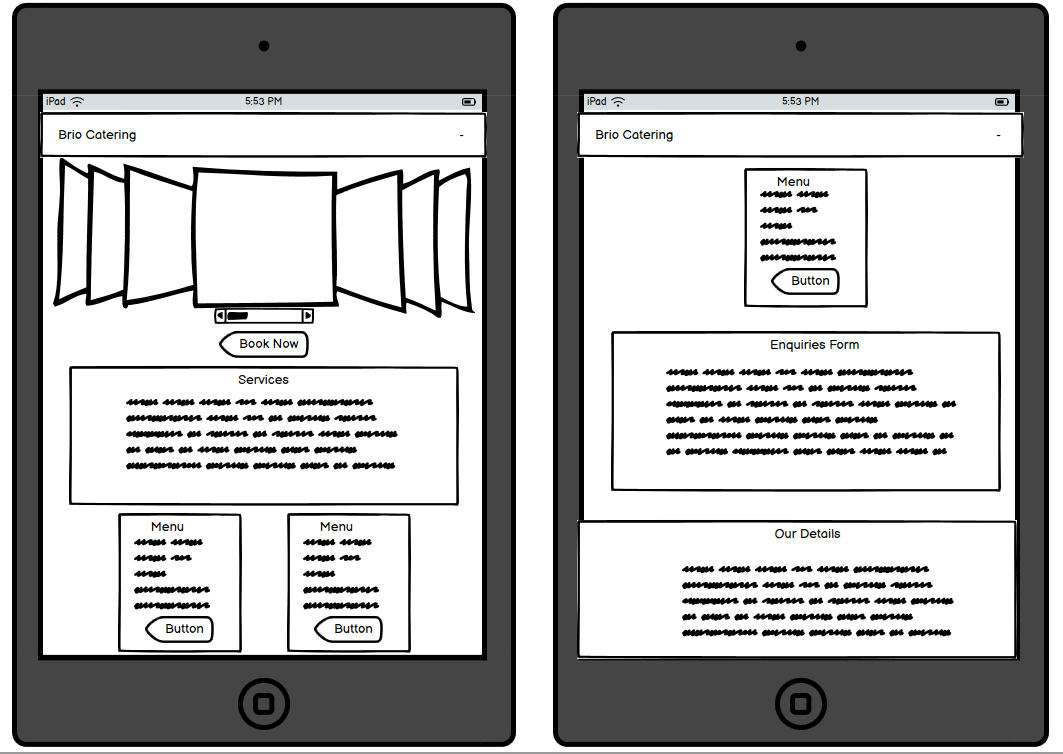 iPad 5:53 PM
Brio Catering -
Book Now
Services
Menu Menu
Button Button
iPad 5:53 PM
Brio Catering -
Menu
Button
Enquiries Form
Our Details